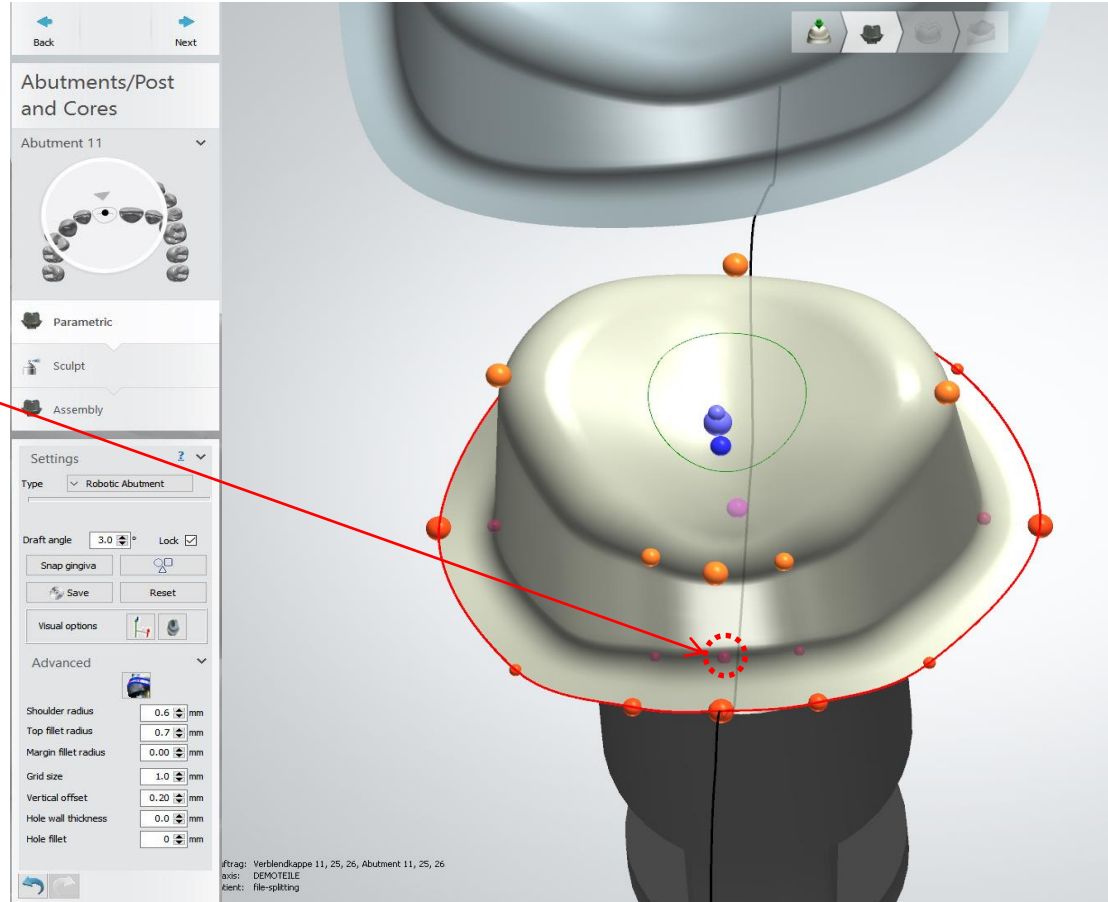 Back Next
Abutments/Post
and Cores
Abutment 11
Parametric
Sculpt
Assembly
Settings ?
Type Robotic Abutment
Draft angle 3.0 ° Lock
Snap gingiva
Save Reset
Visual options
Advanced
Shoulder radius 0.6 mm
Top fillet radius 0.7 mm
Margin fillet radius 0.00 mm
Grid size 1.0 mm
Vertical offset 0.20 mm
Hole wall thickness 0.0 mm
Hole fillet 0 mm
ftrag: Verblendkappe 11, 25, 26, Abutment 11, 25, 26
axis: DEMOTEILE
tient: file-splitting